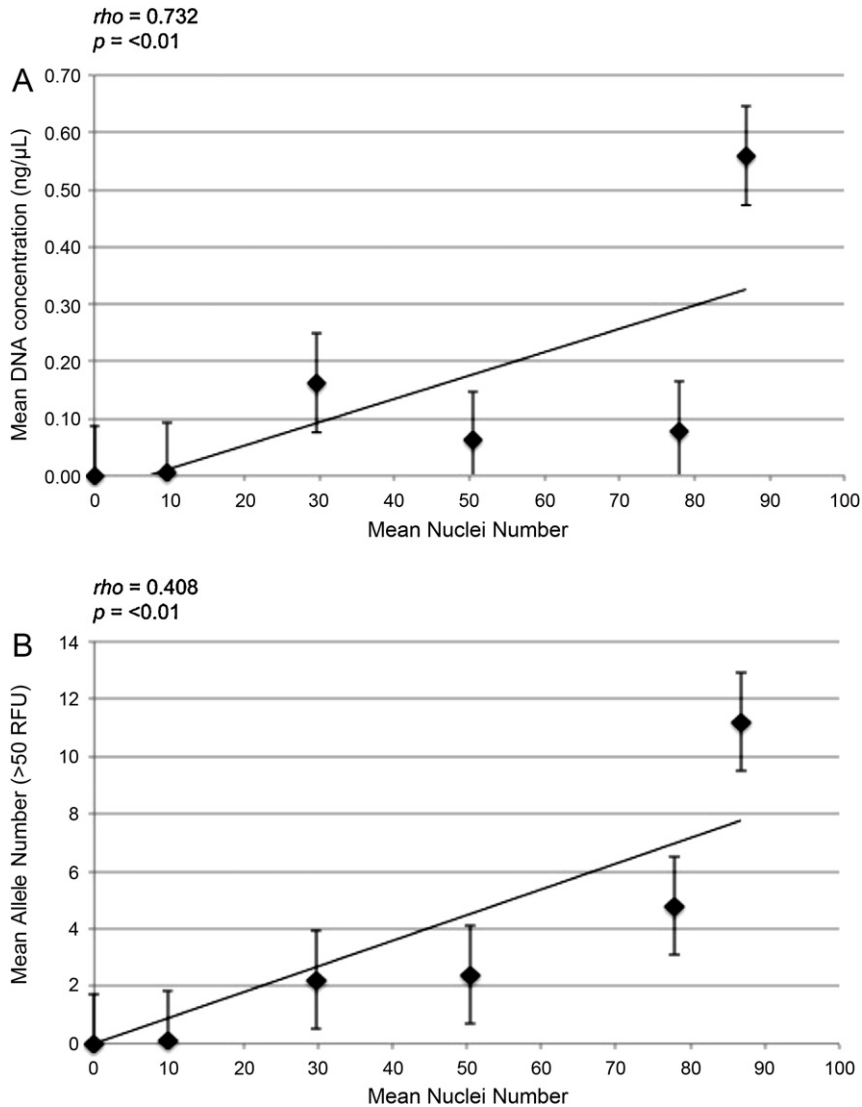 rho = 0.732
p = <0.01
A
Mean DNA concentration (ng/µL)
0.70
0.60
0.50
0.40
0.30
0.20
0.10
0.00
0 10 20 30 40 50 60 70 80 90 100
Mean Nuclei Number
rho = 0.408
p = <0.01
B
Mean Allele Number (>50 RFU)
14
12
10
8
6
4
2
0
0 10 20 30 40 50 60 70 80 90 100
Mean Nuclei Number